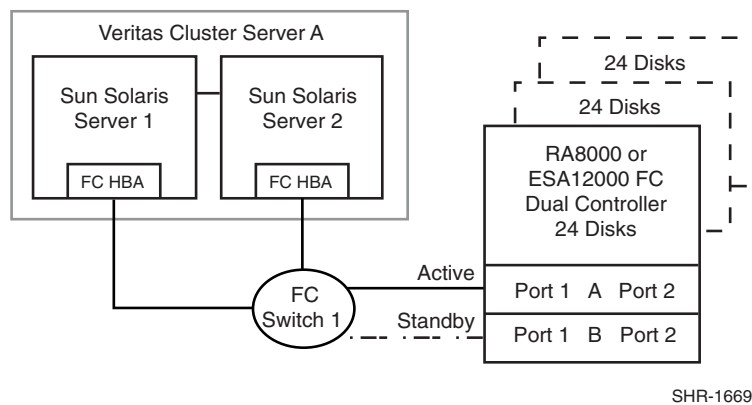 Veritas Cluster Server A
Sun Solaris
Server 1
Sun Solaris
Server 2
FC HBA
FC HBA
24 Disks
24 Disks
RA8000 or
ESA12000 FC
Dual Controller
24 Disks
Active
Port 1 A Port 2
FC
Switch 1
Standby
Port 1 B Port 2
SHR-1669